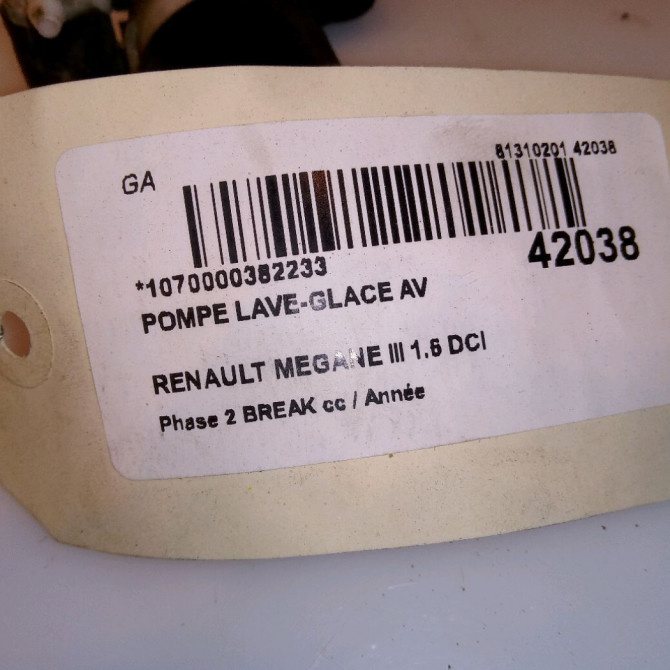 GA
81310201 42038
42038
*1070000382233
POMPE LAVE-GLACE AV
RENAULT MEGANE III 1.6 DCI
Phase 2 BREAK cc / Année